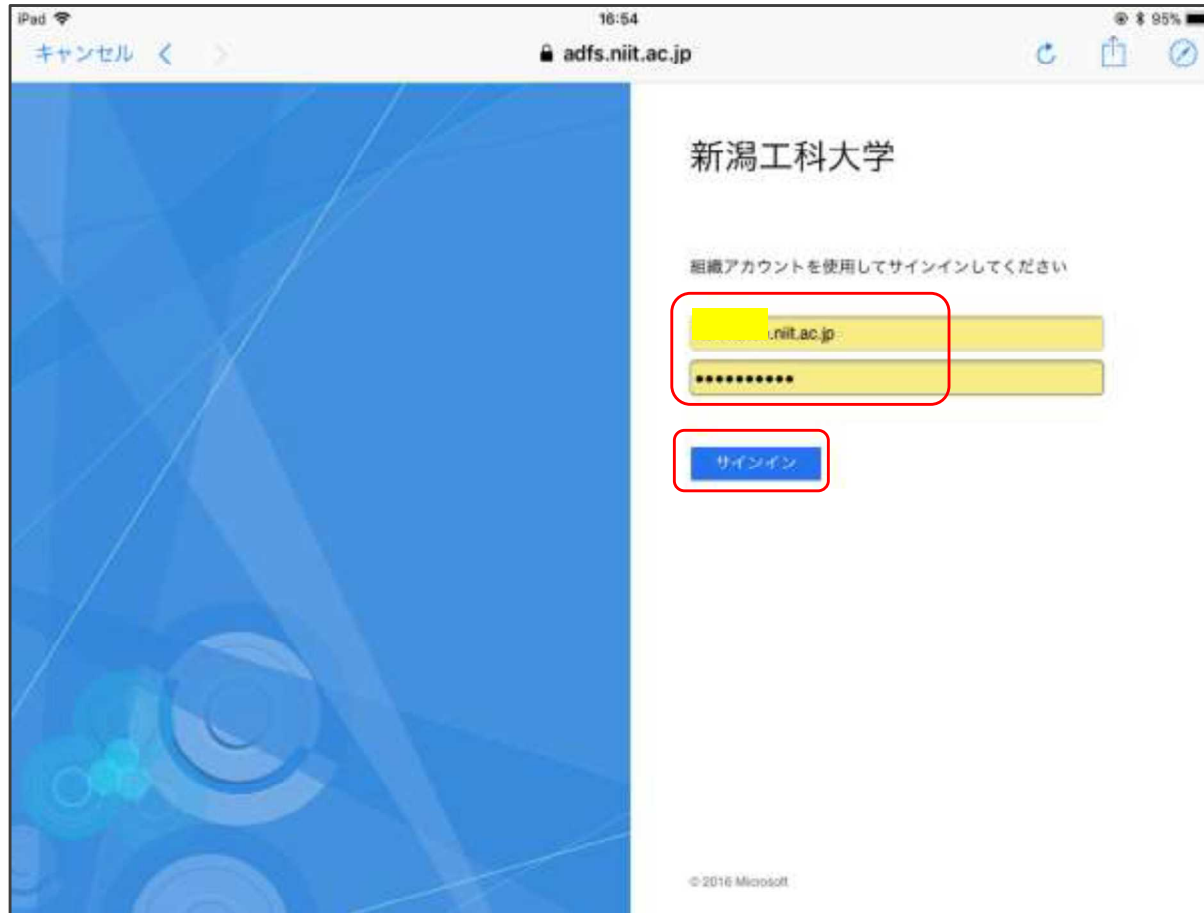 iPad 16:54 95%
キャンセル adfs.niit.ac.jp
新潟工科大学
組織アカウントを使用してサインインしてください
.niit.ac.jp
••••••••••
サインイン
© 2016 Microsoft